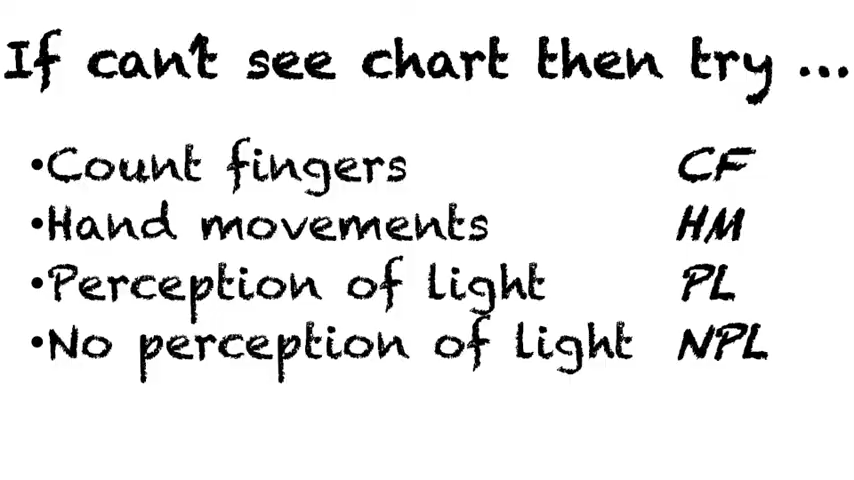 If can't see chart then try ...
•Count fingers CF
•Hand movements HM
•Perception of light PL
•No perception of light NPL